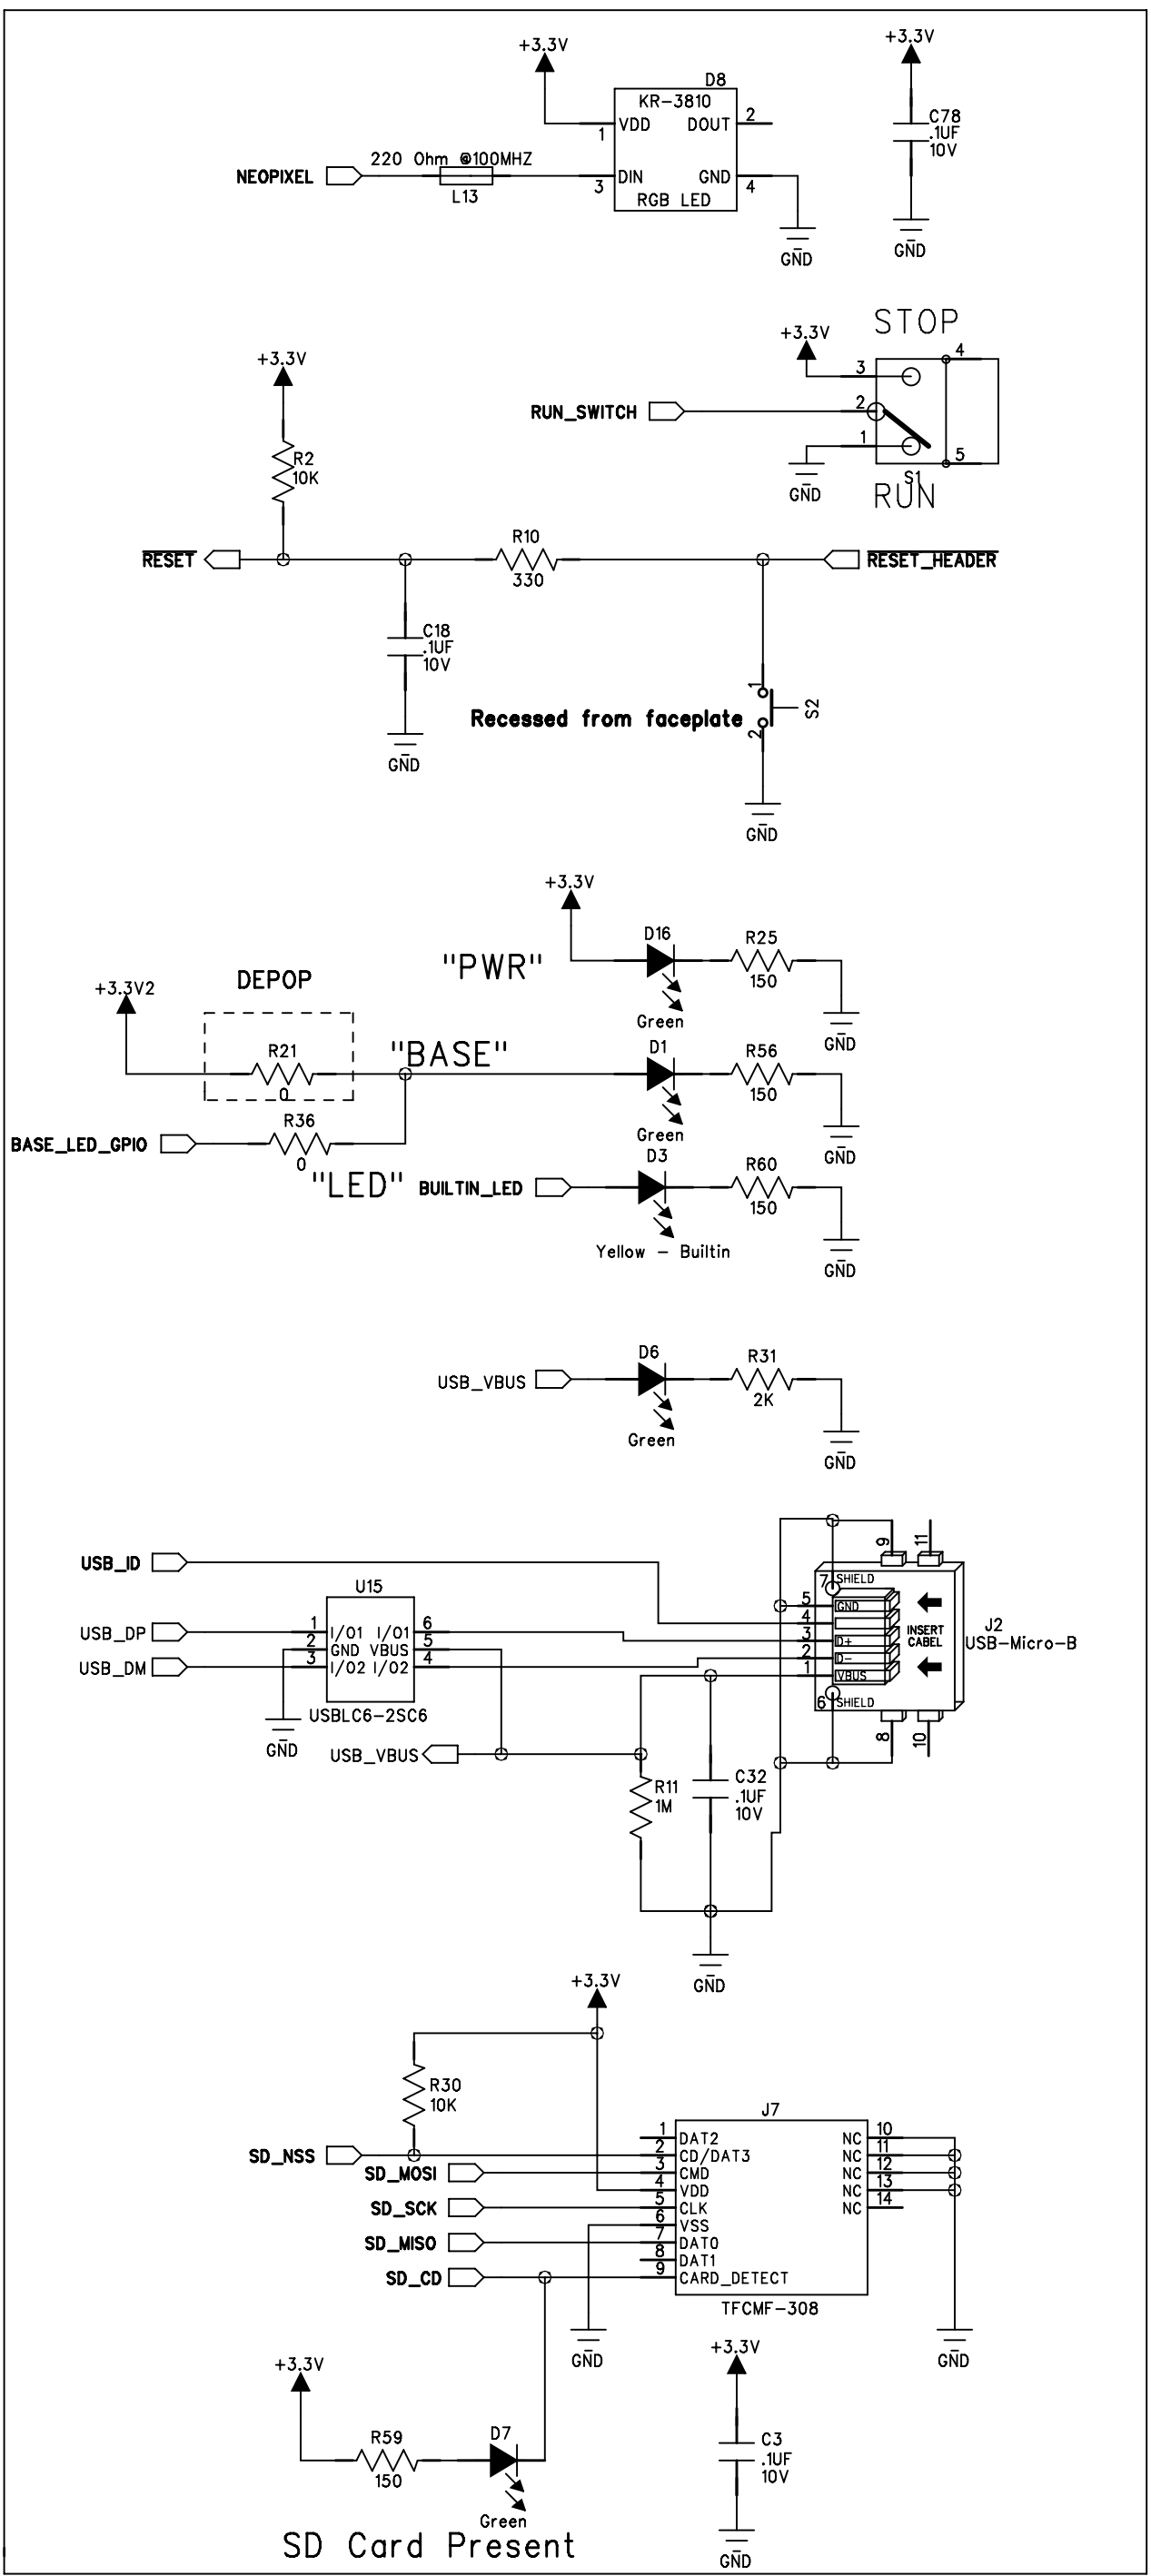 +3.3V
+3.3V
D8
KR-3810
1 VDD DOUT 2
C78
.1UF
10V
220 Ohm @100MHZ
NEOPIXEL
L13
3 DIN GND 4
RGB LED
GND
GND
STOP
+3.3V
3
4
RUN_SWITCH
2
1
5
GND
S1
RUN
+3.3V
R2
10K
RESET
R10
330
RESET_HEADER
C18
.1UF
10V
GND
Recessed from faceplate
1
2
S2
GND
+3.3V
"PWR"
D16
R25
150
Green
GND
DEPOP
+3.3V2
R21
0
"BASE"
D1
R56
150
Green
GND
BASE_LED_GPIO
R36
0
"LED"
BUILTIN_LED
D3
R60
150
Yellow - Builtin
GND
USB_VBUS
D6
R31
2K
Green
GND
USB_ID
U15
USB_DP
1 I/O1 I/O1 6
2 GND VBUS 5
USB_DM
3 I/O2 I/O2 4
USBLC6-2SC6
GND
USB_VBUS
9
11
7 SHIELD
5 GND
4
3 D+
2 D-
1 VBUS
6 SHIELD
INSERT
CABEL
J2
USB-Micro-B
8
10
R11
1M
C32
.1UF
10V
GND
+3.3V
R30
10K
J7
SD_NSS
SD_MOSI
SD_SCK
SD_MISO
SD_CD
1 DAT2
2 CD/DAT3
3 CMD
4 VDD
5 CLK
6 VSS
7 DAT0
8 DAT1
9 CARD_DETECT
NC 10
NC 11
NC 12
NC 13
NC 14
TFCMF-308
GND
GND
+3.3V
R59
150
D7
Green
SD Card Present
+3.3V
C3
.1UF
10V
GND